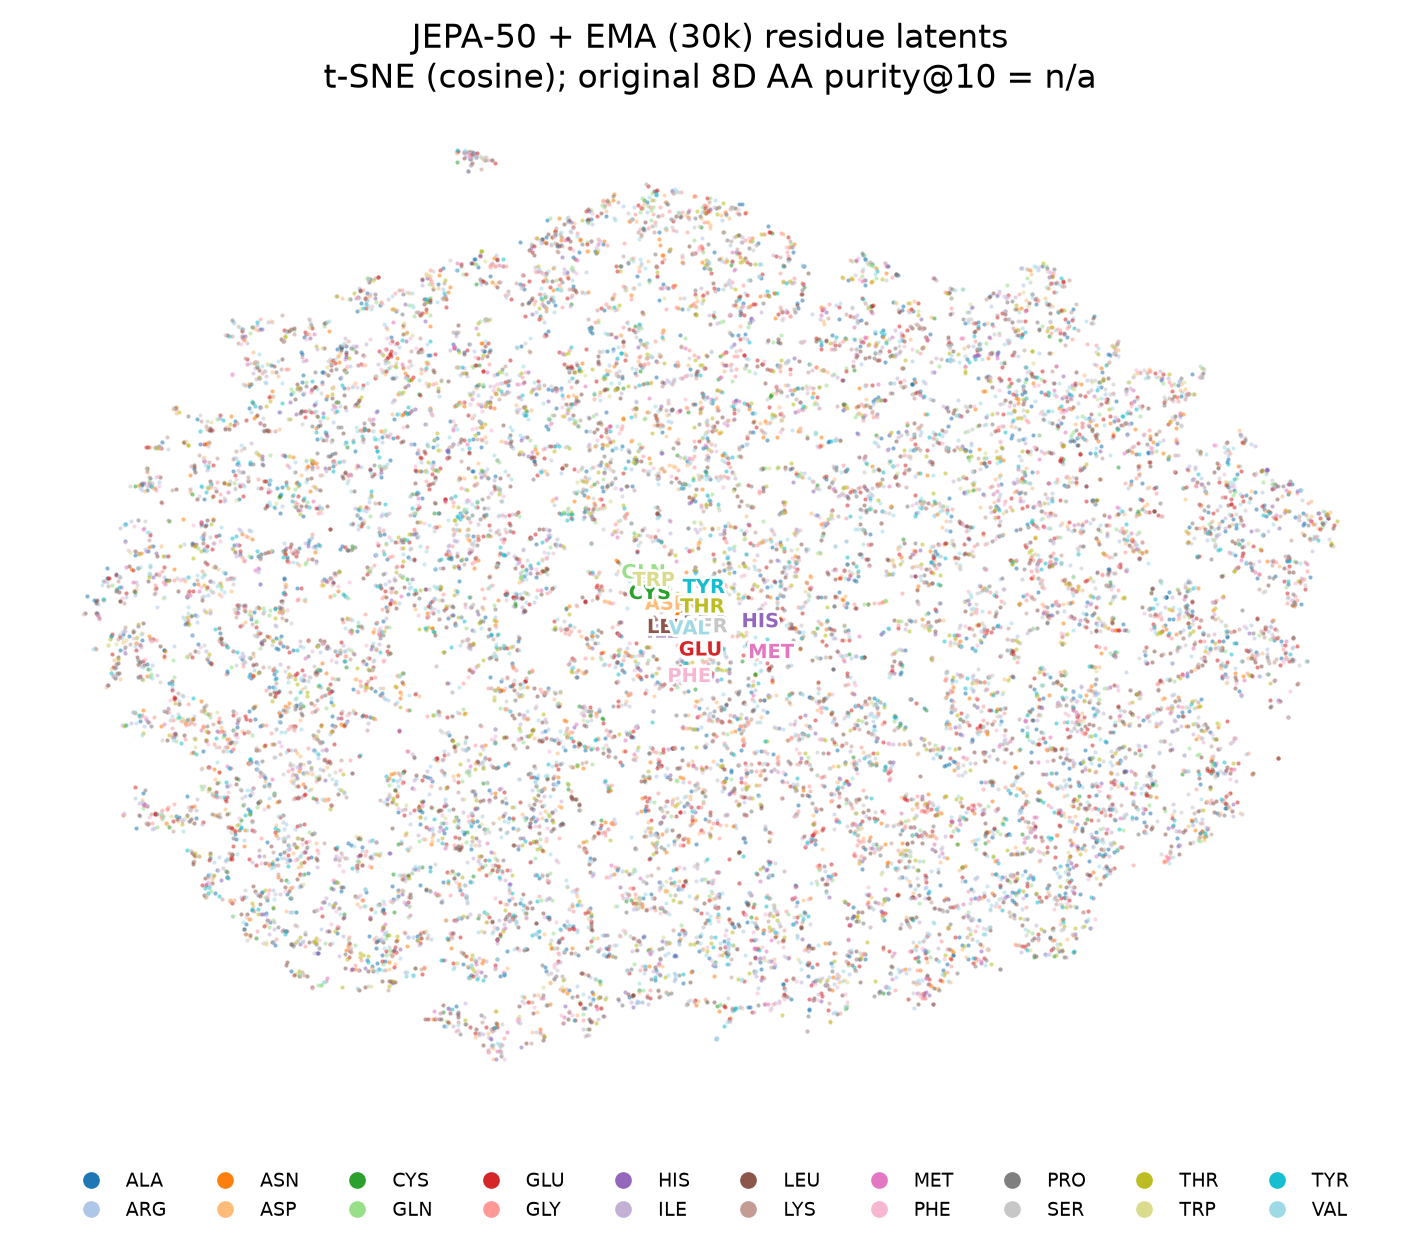 JEPA-50 + EMA (30k) residue latents
t-SNE (cosine); original 8D AA purity@10 = n/a
GLN
TRP
TYR
CYS
THR
HIS
VAL
GLU
MET
PHE
ALA ASN CYS GLU HIS LEU MET PRO THR TYR
ARG ASP GLN GLY ILE LYS PHE SER TRP VAL